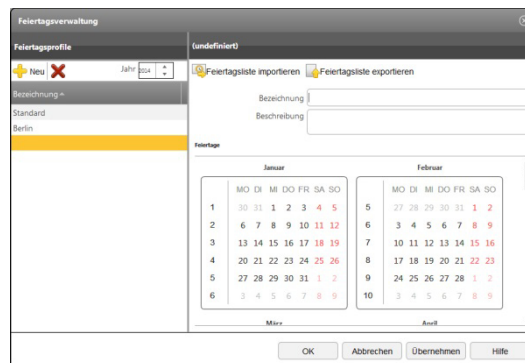 Feiertagsverwaltung
Feiertagsprofile
(undefiniert)
Neu
Jahr 2014
Feiertagsliste importieren Feiertagsliste exportieren
Bezeichnung
Standard
Berlin
Bezeichnung
Beschreibung
Feiertage
Januar
MO DI MI DO FR SA SO
1 30 31 1 2 3 4 5
2 6 7 8 9 10 11 12
3 13 14 15 16 17 18 19
4 20 21 22 23 24 25 26
5 27 28 29 30 31 1 2
6 3 4 5 6 7 8 9
Februar
MO DI MI DO FR SA SO
5 27 28 29 30 31 1 2
6 3 4 5 6 7 8 9
7 10 11 12 13 14 15 16
8 17 18 19 20 21 22 23
9 24 25 26 27 28 1 2
10 3 4 5 6 7 8 9
März
April
OK Abbrechen Übernehmen Hilfe